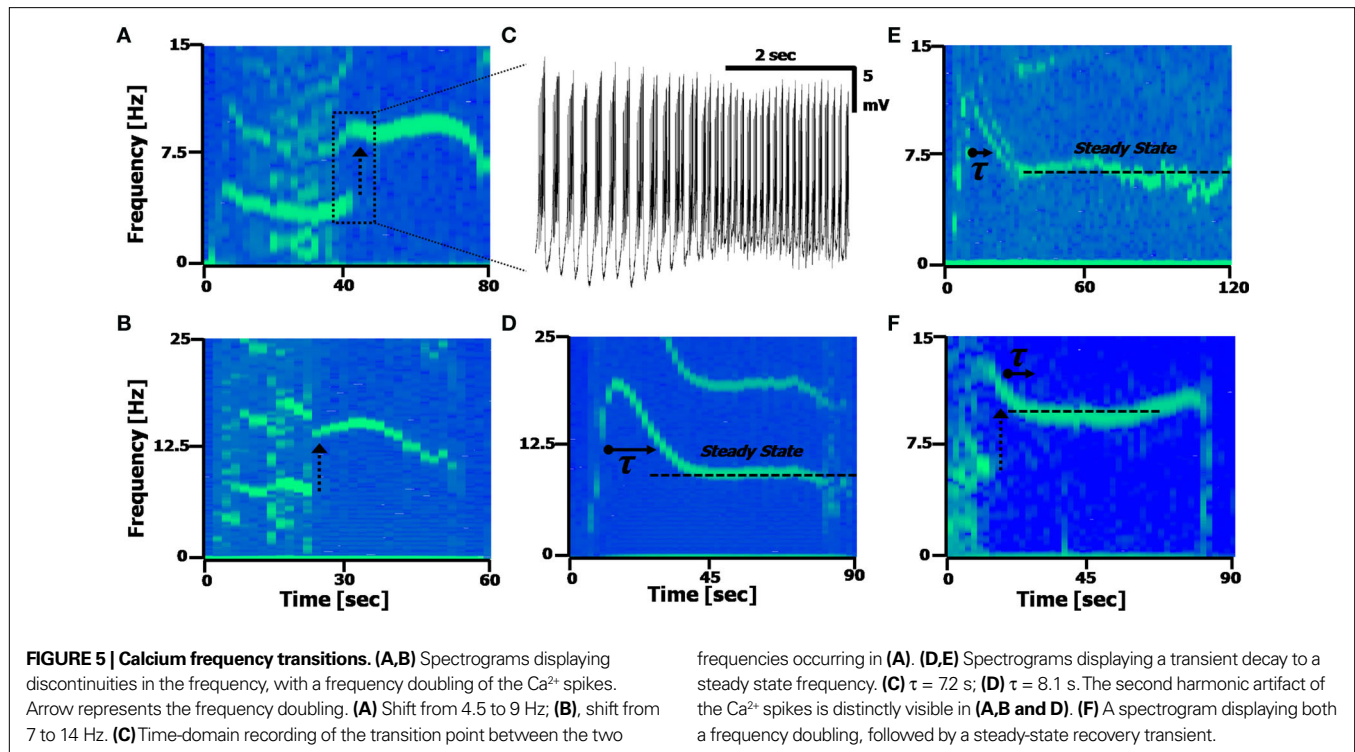 A
15
7.5
0
Frequency [Hz]
0
40
80
C
2 sec
5
mV
E
15
7.5
0
τ
Steady State
0
60
120
B
25
12.5
0
Frequency [Hz]
0
30
60
Time [sec]
D
25
12.5
0
τ
Steady State
0
45
90
Time [sec]
F
15
7.5
0
τ
0
45
90
Time [sec]
FIGURE 5 | Calcium frequency transitions. (A,B) Spectrograms displaying
discontinuities in the frequency, with a frequency doubling of the Ca²⁺ spikes.
Arrow represents the frequency doubling. (A) Shift from 4.5 to 9 Hz; (B), shift from
7 to 14 Hz. (C) Time-domain recording of the transition point between the two
frequencies occurring in (A). (D,E) Spectrograms displaying a transient decay to a
steady state frequency. (C) τ = 7.2 s; (D) τ = 8.1 s. The second harmonic artifact of
the Ca²⁺ spikes is distinctly visible in (A,B and D). (F) A spectrogram displaying both
a frequency doubling, followed by a steady-state recovery transient.